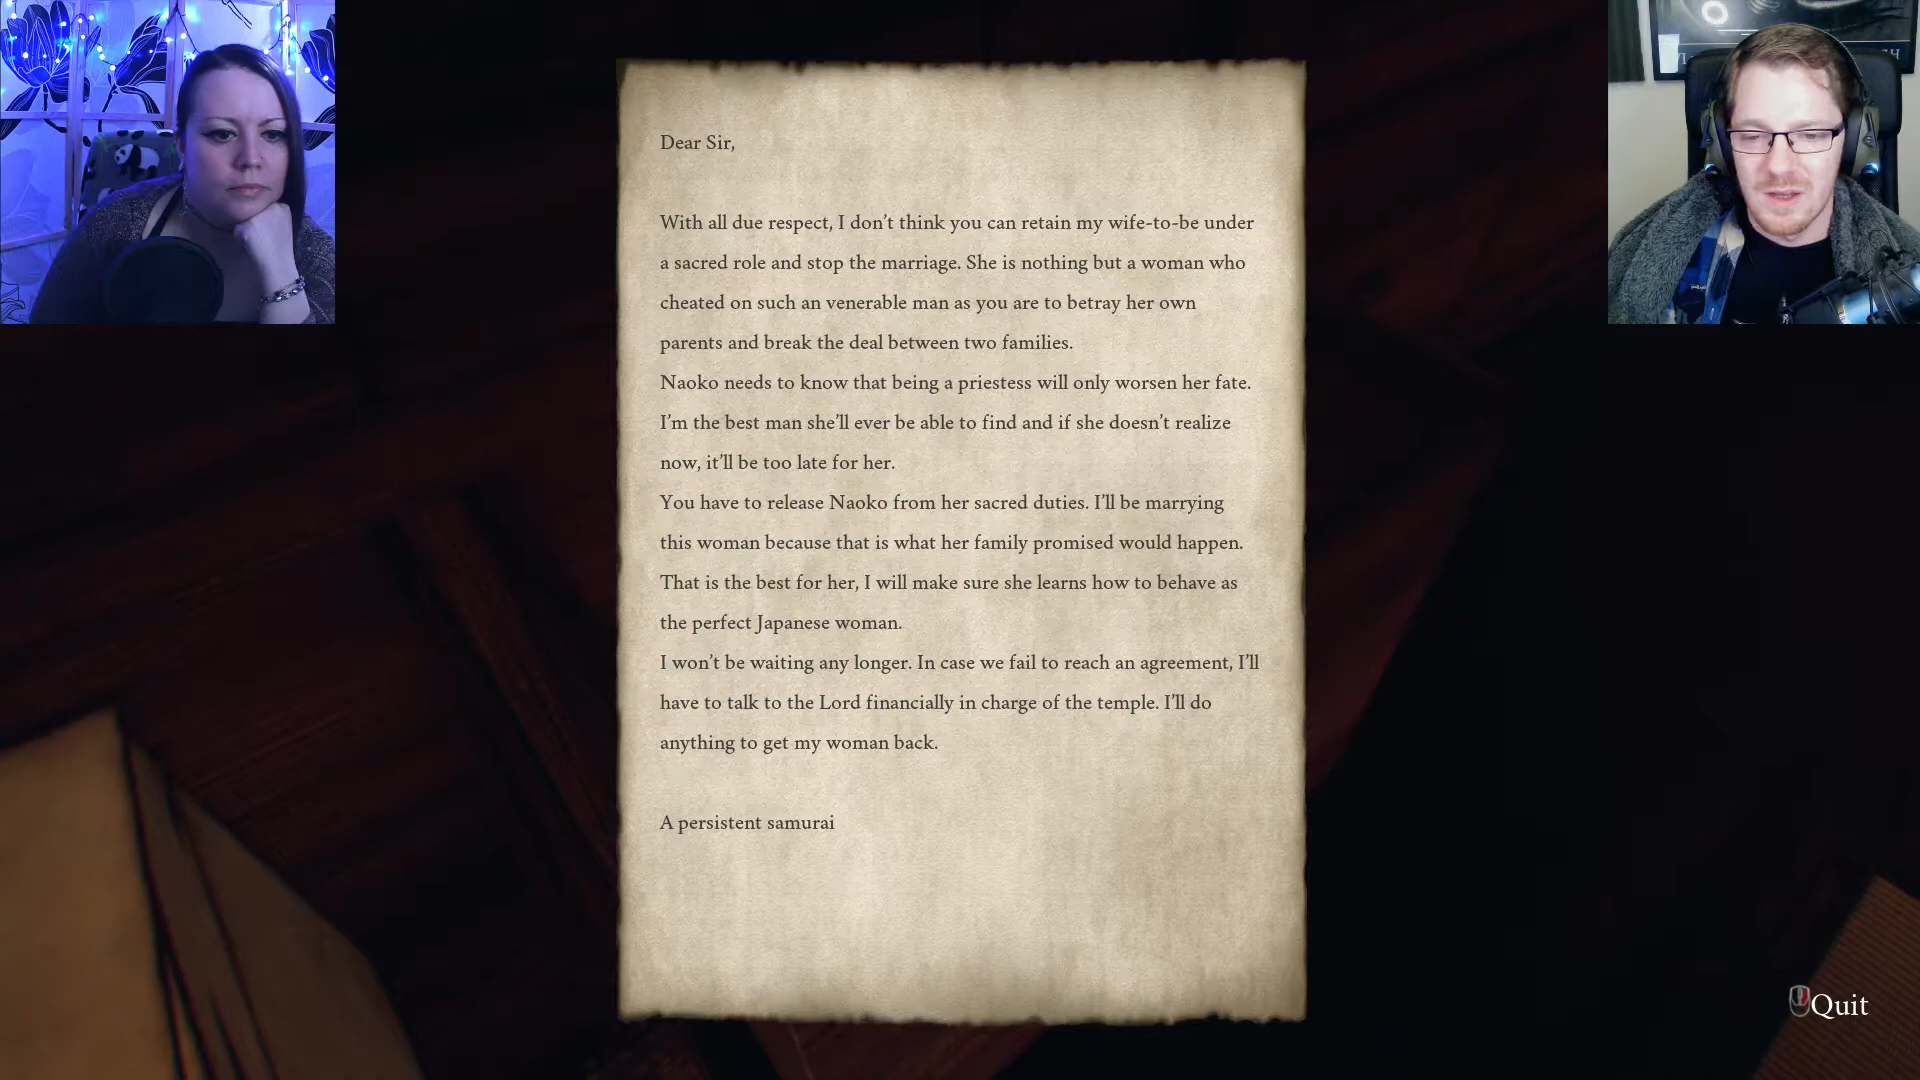 Dear Sir,
With all due respect, I don't think you can retain my wife-to-be under
a sacred role and stop the marriage. She is nothing but a woman who
cheated on such an venerable man as you are to betray her own
parents and break the deal between two families.
Naoko needs to know that being a priestess will only worsen her fate.
I'm the best man she'll ever be able to find and if she doesn't realize
now, it'll be too late for her.
You have to release Naoko from her sacred duties. I'll be marrying
this woman because that is what her family promised would happen.
That is the best for her, I will make sure she learns how to behave as
the perfect Japanese woman.
I won't be waiting any longer. In case we fail to reach an agreement, I'll
have to talk to the Lord financially in charge of the temple. I'll do
anything to get my woman back.
A persistent samurai
Quit